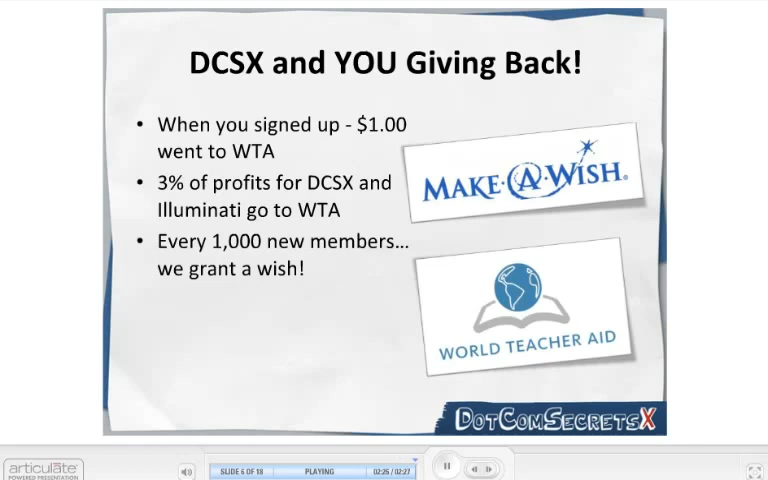 DCSX and YOU Giving Back!
• When you signed up - $1.00
went to WTA
• 3% of profits for DCSX and
Illuminati go to WTA
• Every 1,000 new members…
we grant a wish!
MAKE·A·WISH®
WORLD TEACHER AID
DOTCOMSECRETSX
articulate
POWERED PRESENTATION
SLIDE 6 OF 18
PLAYING
02:25 / 02:27